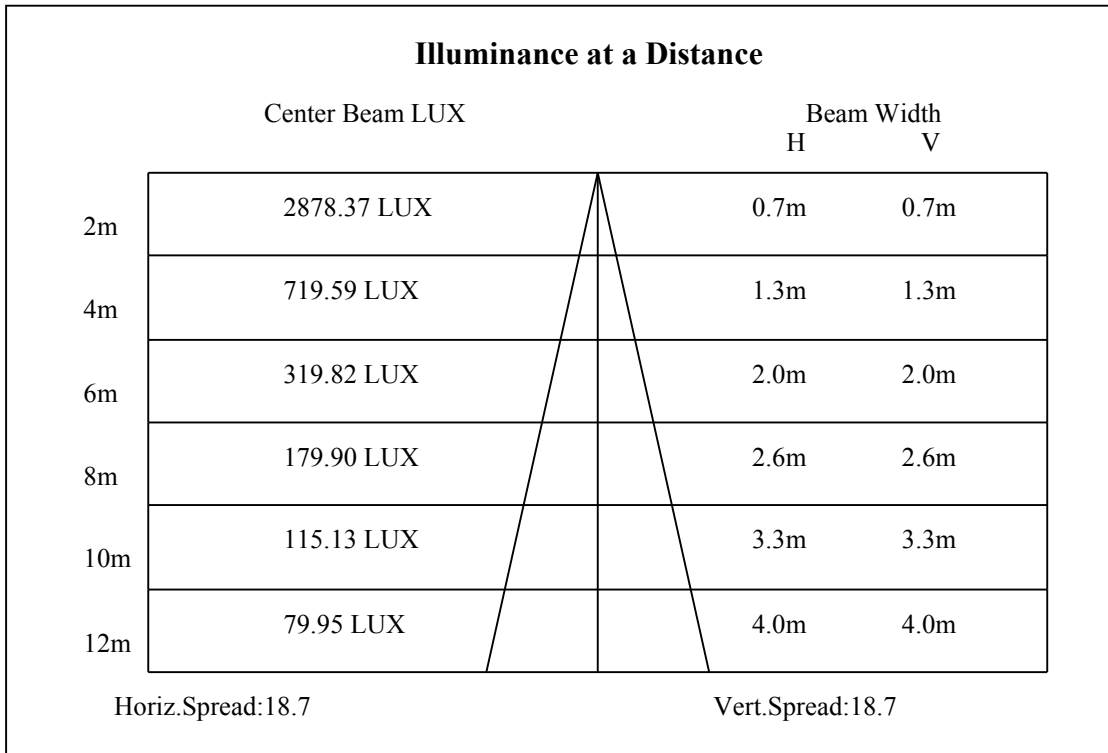 Illuminance at a Distance
Center Beam LUX Beam Width
H V
2m 2878.37 LUX 0.7m 0.7m
4m 719.59 LUX 1.3m 1.3m
6m 319.82 LUX 2.0m 2.0m
8m 179.90 LUX 2.6m 2.6m
10m 115.13 LUX 3.3m 3.3m
12m 79.95 LUX 4.0m 4.0m
Horiz.Spread:18.7 Vert.Spread:18.7